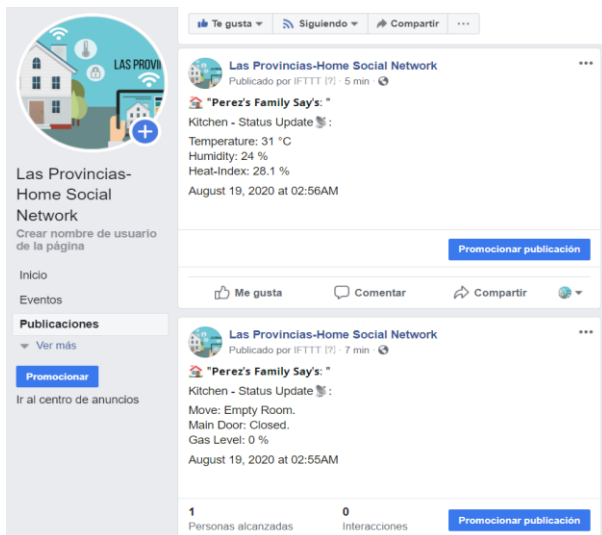 Te gusta
Siguiendo
Compartir
LAS PROVI
Las Provincias-
Home Social
Network
Crear nombre de usuario
de la página
Inicio
Eventos
Publicaciones
Ver más
Promocionar
Ir al centro de anuncios
Las Provincias-Home Social Network
Publicado por IFTTT [?] · 5 min ·
"Perez's Family Say's: "
Kitchen - Status Update :
Temperature: 31 °C
Humidity: 24 %
Heat-Index: 28.1 %
August 19, 2020 at 02:56AM
Promocionar publicación
Me gusta
Comentar
Compartir
Las Provincias-Home Social Network
Publicado por IFTTT [?] · 7 min ·
"Perez's Family Say's: "
Kitchen - Status Update :
Move: Empty Room.
Main Door: Closed.
Gas Level: 0 %
August 19, 2020 at 02:55AM
1
Personas alcanzadas
0
Interacciones
Promocionar publicación